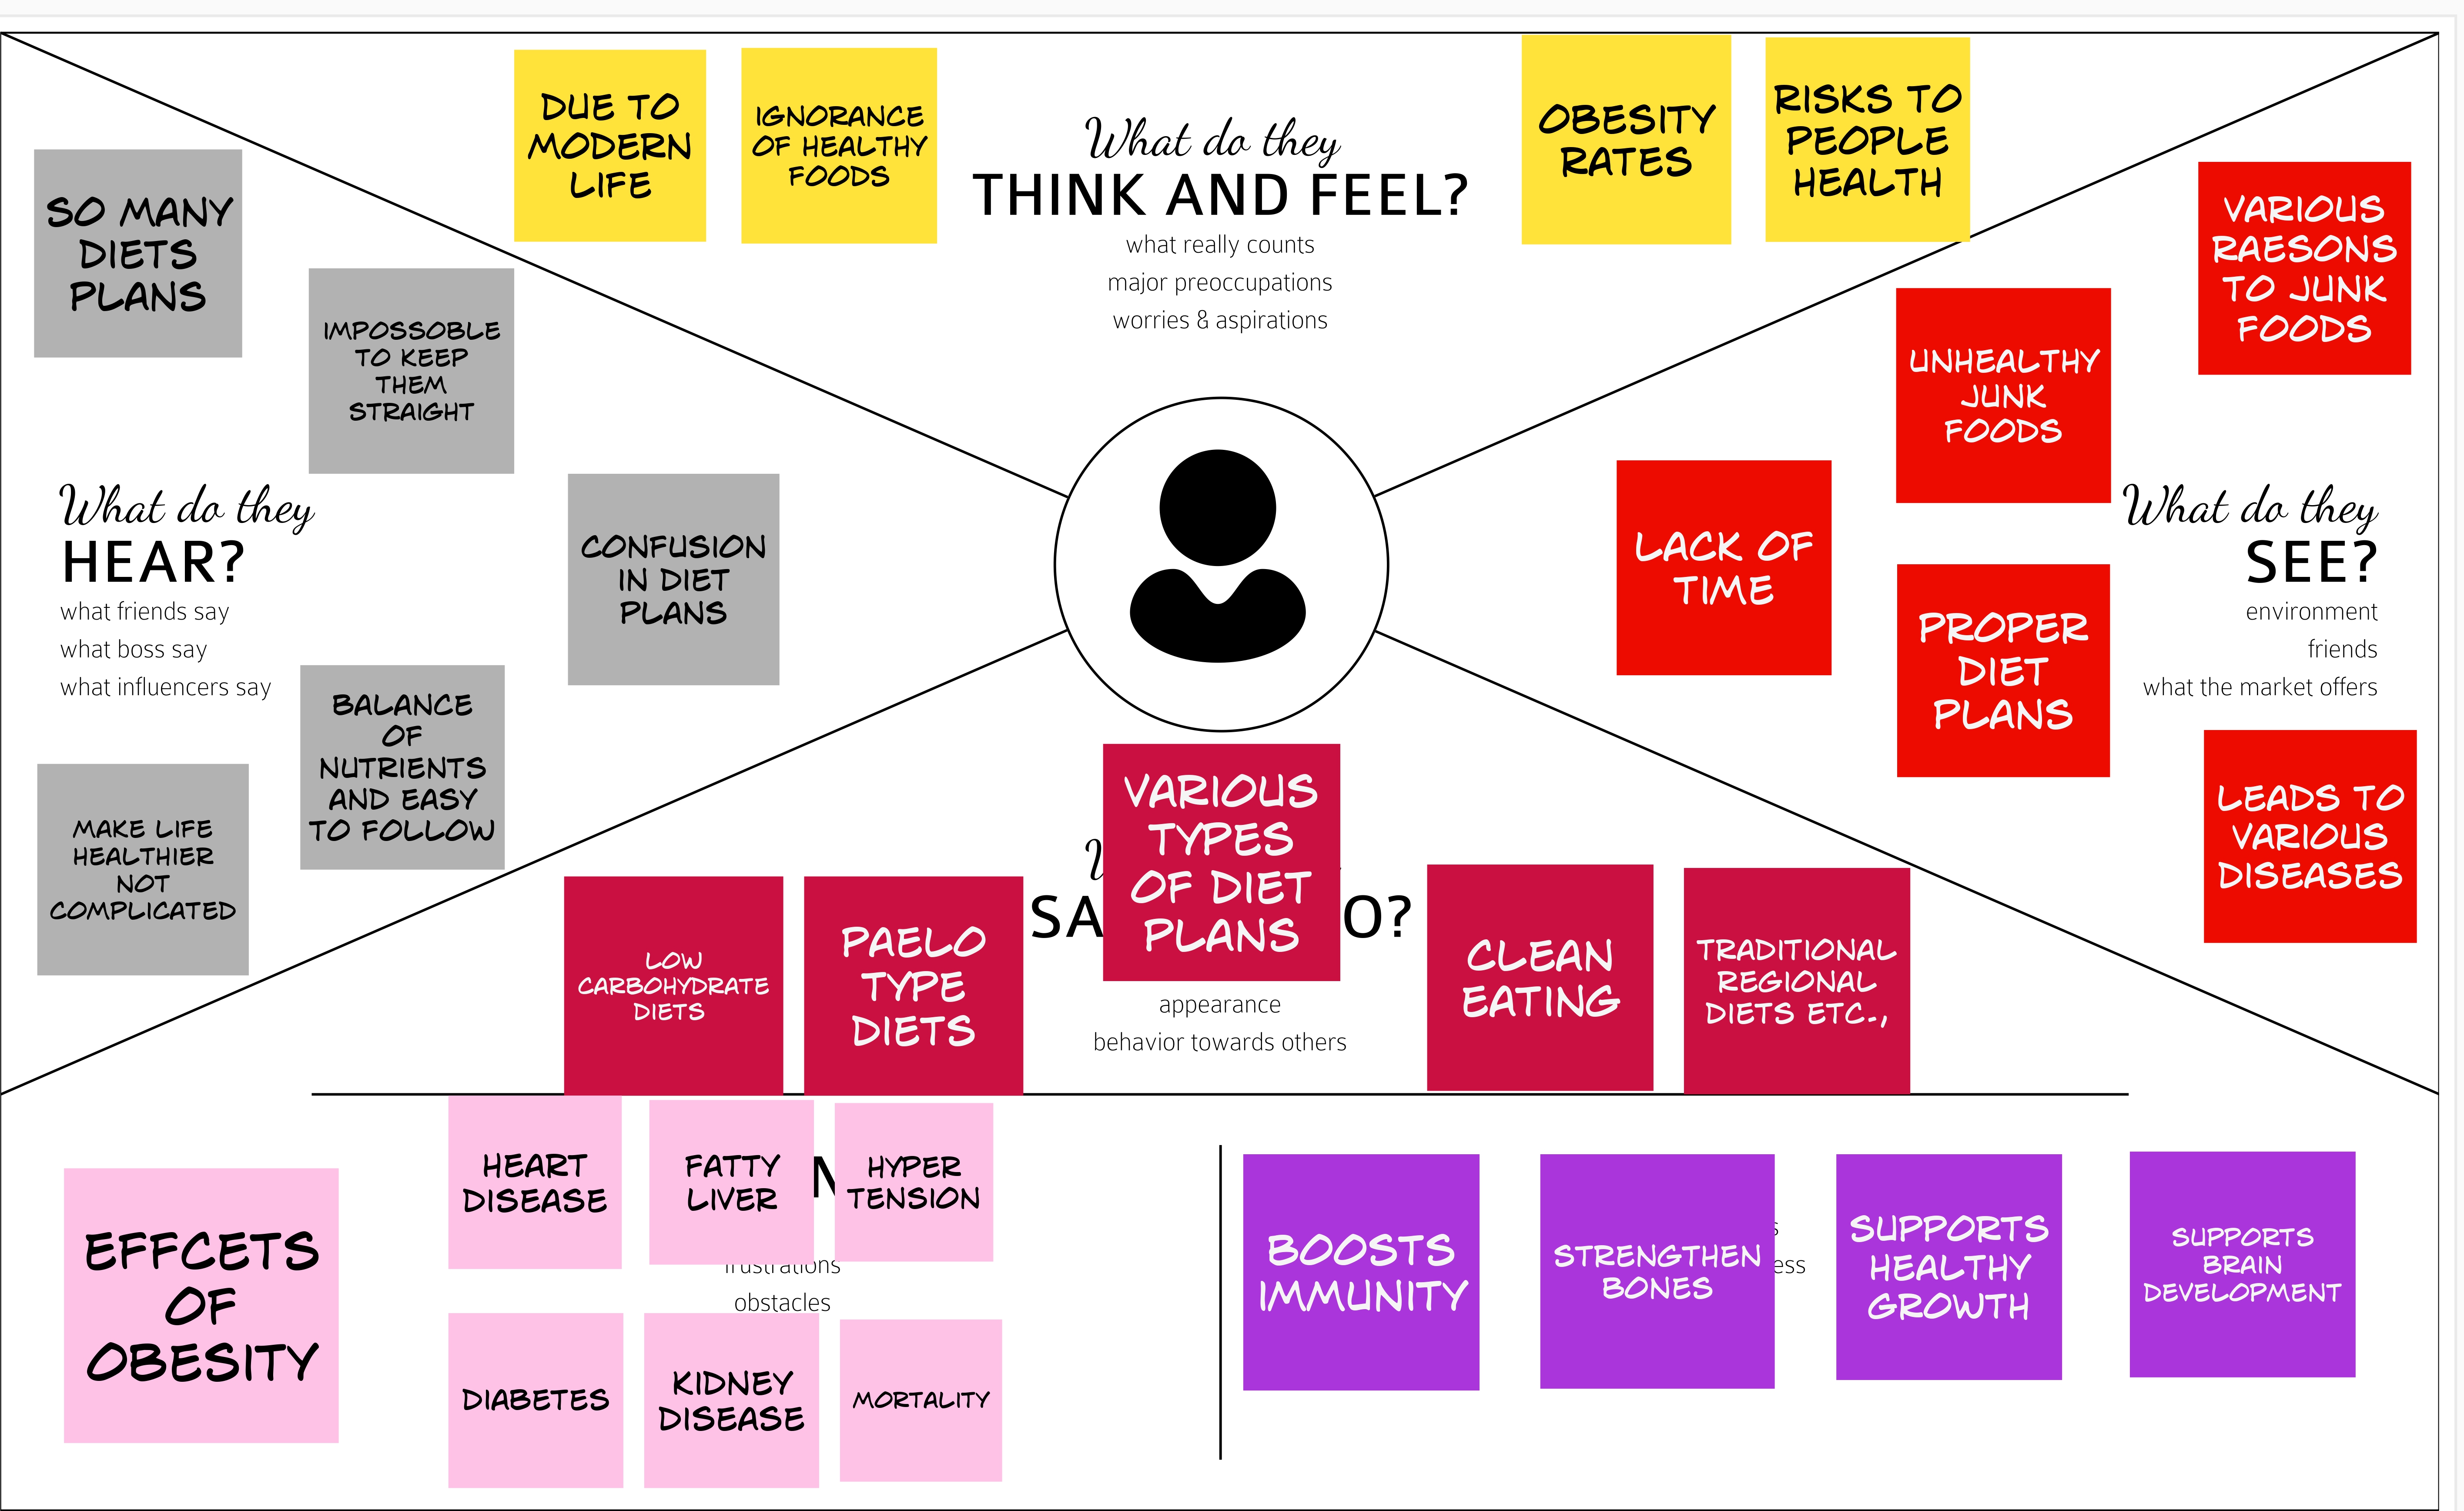 DUE TO
MODERN
LIFE
IGNORANCE
OF HEALTHY
FOODS
What do they
THINK AND FEEL?
what really counts
major preoccupations
worries & aspirations
OBESITY
RATES
RISKS TO
PEOPLE
HEALTH
SO MANY
DIETS
PLANS
IMPOSSOBLE
TO KEEP
THEM
STRAIGHT
CONFUSION
IN DIET
PLANS
What do they
HEAR?
what friends say
what boss say
what influencers say
BALANCE
OF
NUTRIENTS
AND EASY
TO FOLLOW
MAKE LIFE
HEALTHIER
NOT
COMPLICATED
VARIOUS
RAESONS
TO JUNK
FOODS
UNHEALTHY
JUNK
FOODS
LACK OF
TIME
What do they
SEE?
environment
friends
what the market offers
PROPER
DIET
PLANS
LEADS TO
VARIOUS
DISEASES
VARIOUS
TYPES
OF DIET
PLANS
appearance
behavior towards others
LOW
CARBOHYDRATE
DIETS
PAELO
TYPE
DIETS
CLEAN
EATING
TRADITIONAL
REGIONAL
DIETS ETC.,
EFFCETS
OF
OBESITY
HEART
DISEASE
FATTY
LIVER
HYPER
TENSION
frustrations
obstacles
DIABETES
KIDNEY
DISEASE
MORTALITY
BOOSTS
IMMUNITY
STRENGTHEN
BONES
SUPPORTS
HEALTHY
GROWTH
SUPPORTS
BRAIN
DEVELOPMENT